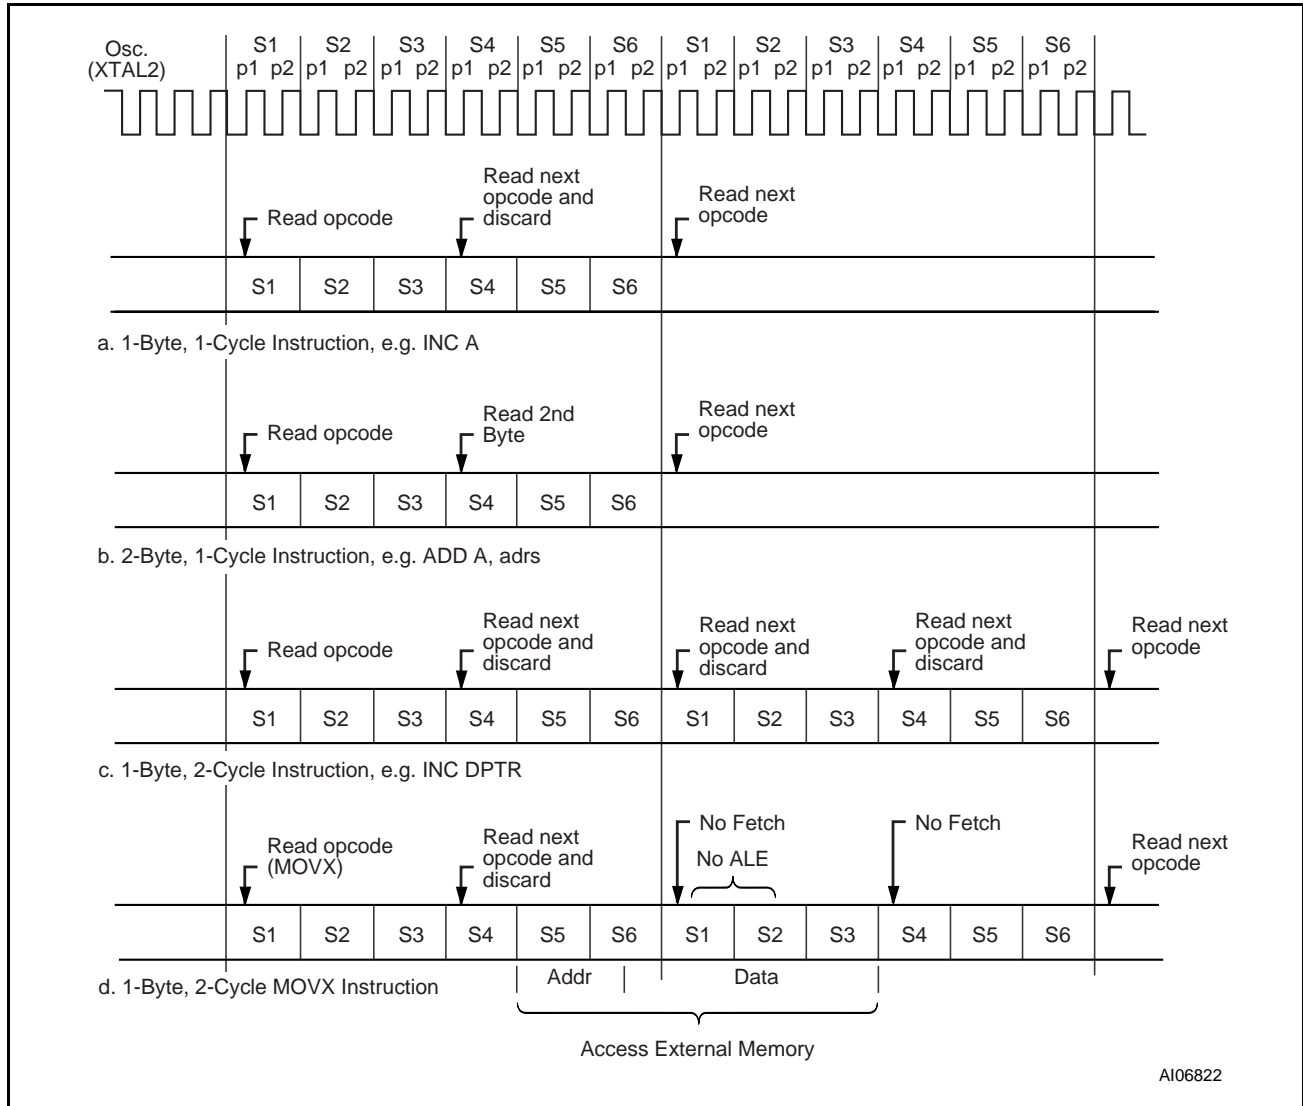 Osc.
(XTAL2)
S1 S2 S3 S4 S5 S6 S1 S2 S3 S4 S5 S6
p1 p2 p1 p2 p1 p2 p1 p2 p1 p2 p1 p2 p1 p2 p1 p2 p1 p2 p1 p2 p1 p2 p1 p2
Read opcode
Read next
opcode and
discard
Read next
opcode
S1 S2 S3 S4 S5 S6
a. 1-Byte, 1-Cycle Instruction, e.g. INC A
Read opcode
Read 2nd
Byte
Read next
opcode
S1 S2 S3 S4 S5 S6
b. 2-Byte, 1-Cycle Instruction, e.g. ADD A, adrs
Read opcode
Read next
opcode and
discard
Read next
opcode and
discard
Read next
opcode and
discard
Read next
opcode
S1 S2 S3 S4 S5 S6 S1 S2 S3 S4 S5 S6
c. 1-Byte, 2-Cycle Instruction, e.g. INC DPTR
Read opcode
(MOVX)
Read next
opcode and
discard
No Fetch
No ALE
No Fetch
Read next
opcode
S1 S2 S3 S4 S5 S6 S1 S2 S3 S4 S5 S6
d. 1-Byte, 2-Cycle MOVX Instruction
Addr
Data
Access External Memory
AI06822